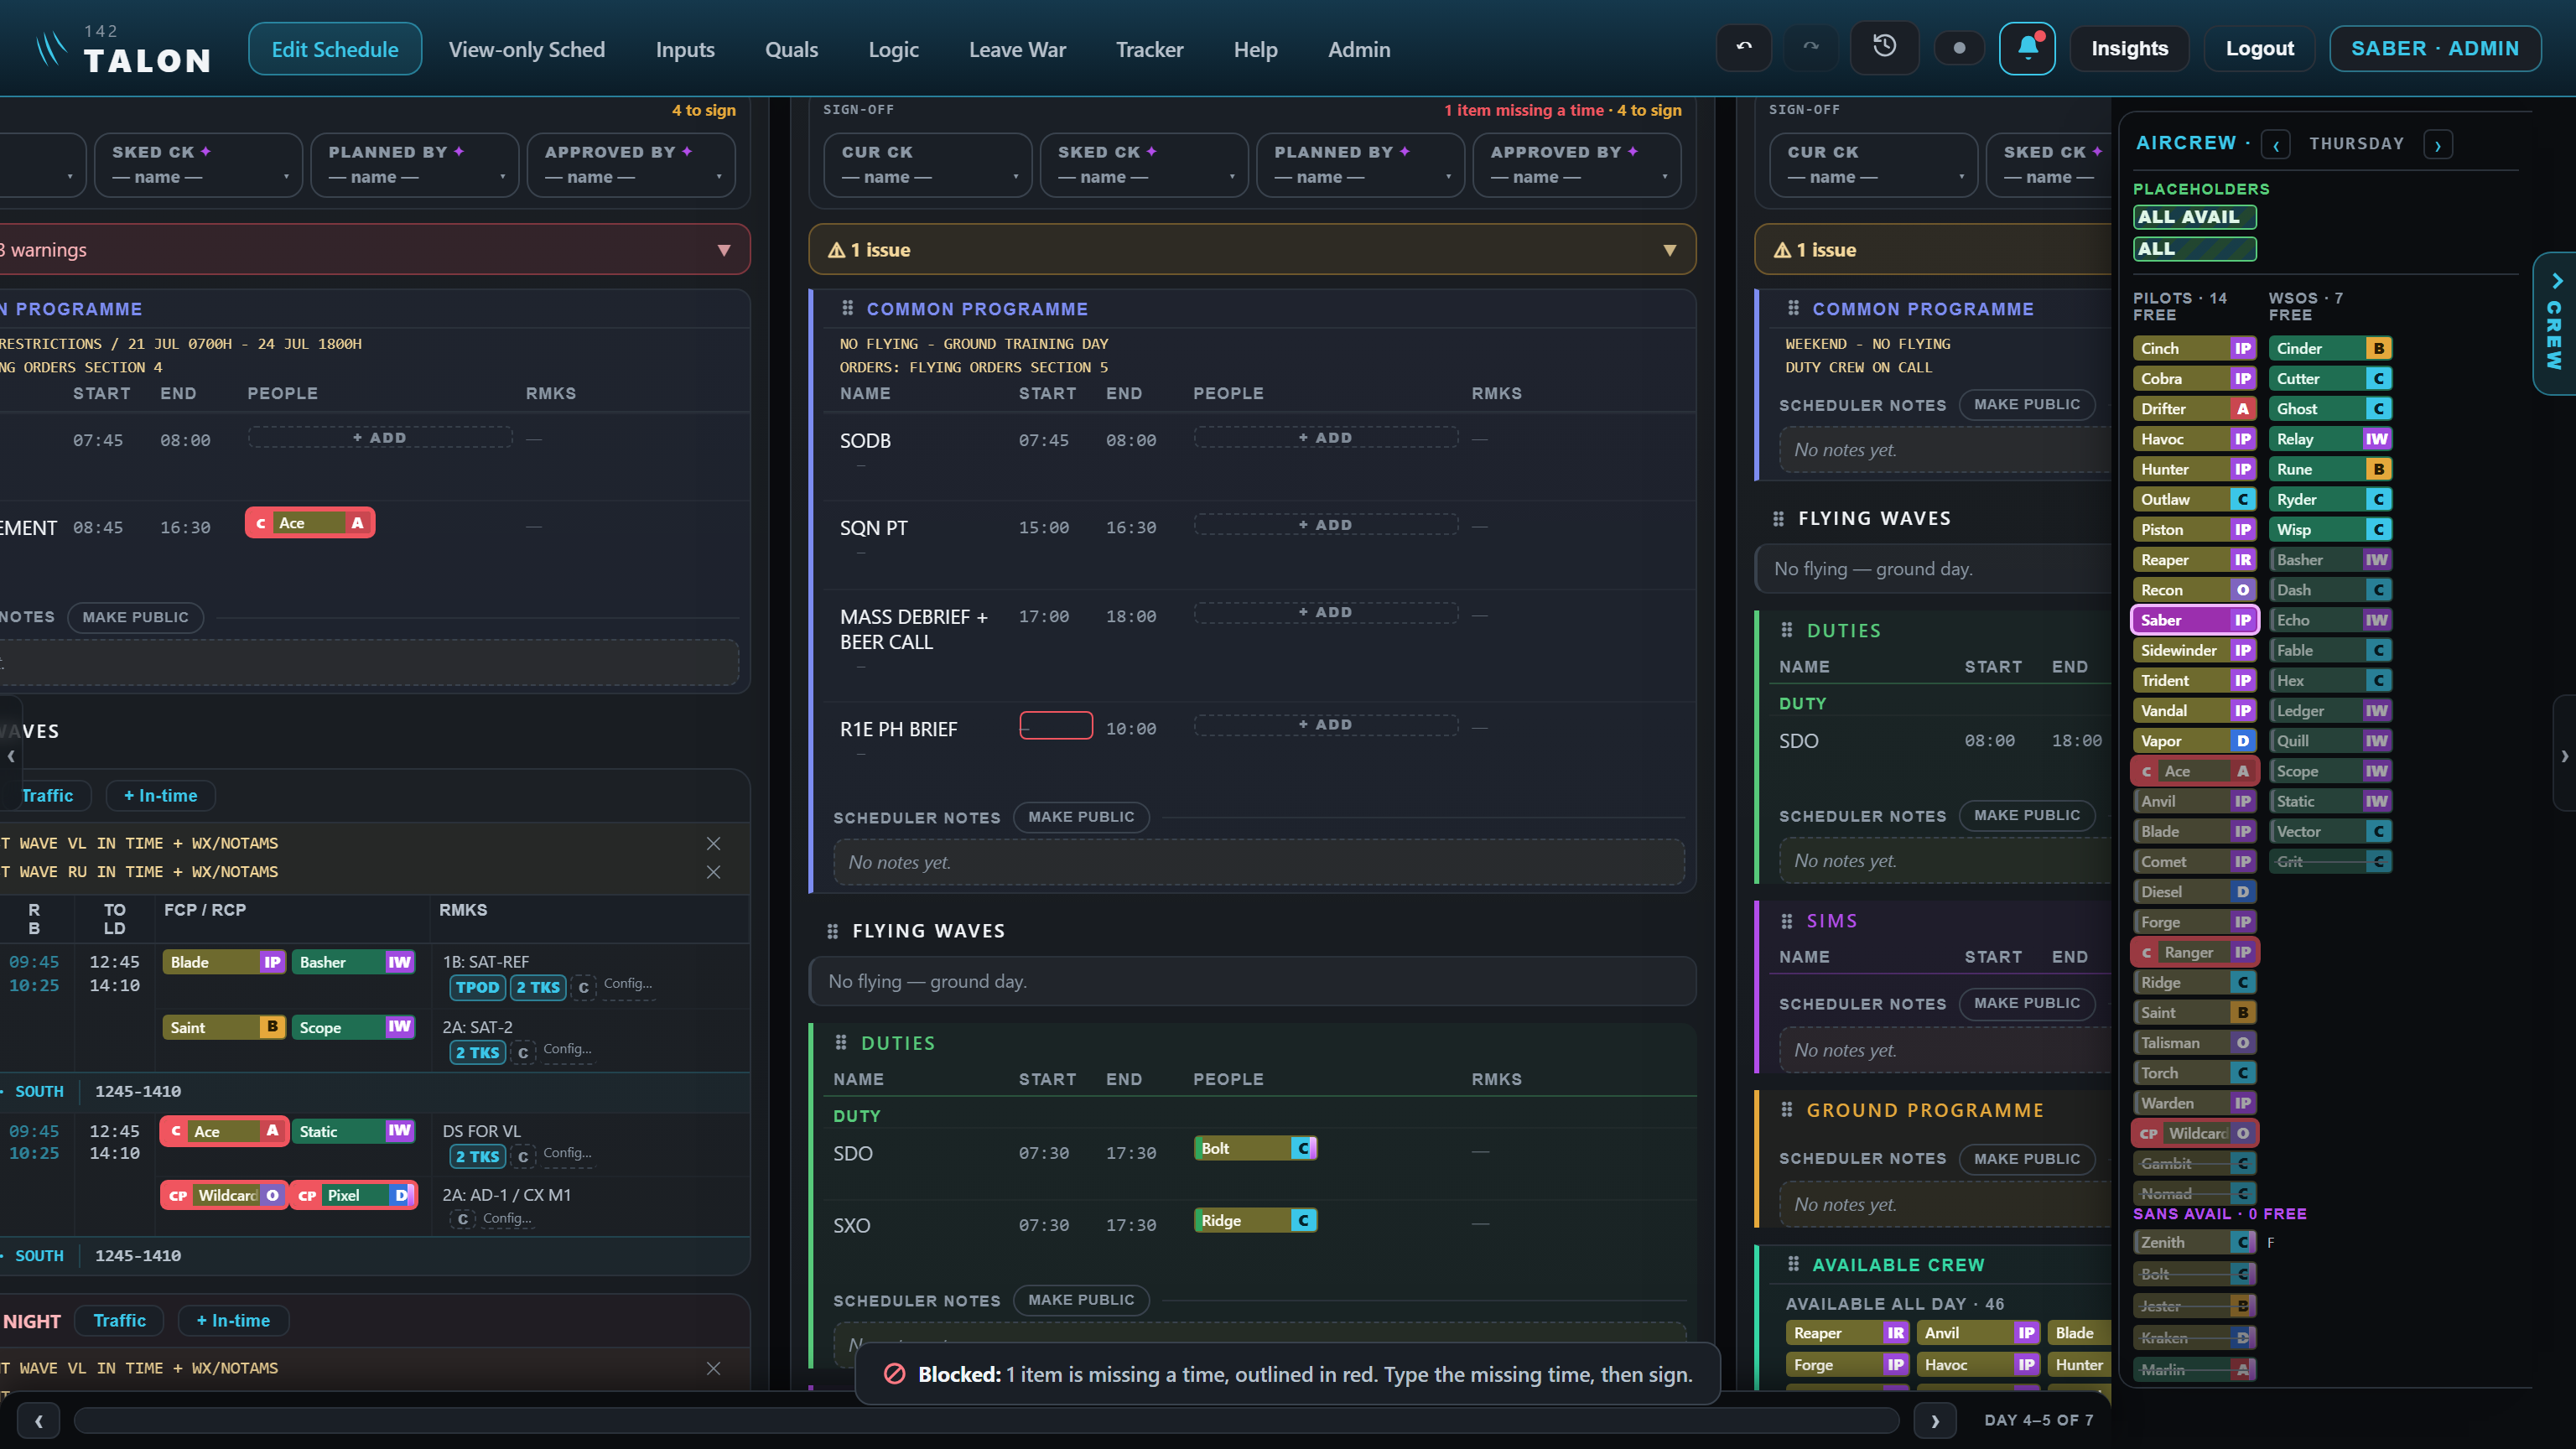 142
TALON
Edit Schedule
View-only Sched
Inputs
Quals
Logic
Leave War
Tracker
Help
Admin
Insights
Logout
SABER · ADMIN
4 to sign
SKED CK ✦
— name —
PLANNED BY ✦
— name —
APPROVED BY ✦
— name —
3 warnings
N PROGRAMME
RESTRICTIONS / 21 JUL 0700H - 24 JUL 1800H
NG ORDERS SECTION 4
START END PEOPLE RMKS
07:45 08:00 + ADD —
EMENT 08:45 16:30 C Ace A —
NOTES MAKE PUBLIC
WAVES
Traffic + In-time
T WAVE VL IN TIME + WX/NOTAMS
T WAVE RU IN TIME + WX/NOTAMS
R B TO LD FCP / RCP RMKS
09:45 12:45 Blade IP Basher IW 1B: SAT-REF
10:25 14:10 TPOD 2 TKS C Config...
Saint B Scope IW 2A: SAT-2
2 TKS C Config...
· SOUTH 1245-1410
09:45 12:45 C Ace A Static IW DS FOR VL
10:25 14:10 2 TKS C Config...
CP Wildcard O CP Pixel D 2A: AD-1 / CX M1
C Config...
· SOUTH 1245-1410
NIGHT Traffic + In-time
T WAVE VL IN TIME + WX/NOTAMS
SIGN-OFF
1 item missing a time · 4 to sign
CUR CK
— name —
SKED CK ✦
— name —
PLANNED BY ✦
— name —
APPROVED BY ✦
— name —
⚠ 1 issue
COMMON PROGRAMME
NO FLYING - GROUND TRAINING DAY
ORDERS: FLYING ORDERS SECTION 5
NAME START END PEOPLE RMKS
SODB 07:45 08:00 + ADD —
—
SQN PT 15:00 16:30 + ADD —
—
MASS DEBRIEF + BEER CALL 17:00 18:00 + ADD —
—
R1E PH BRIEF — 10:00 + ADD —
—
SCHEDULER NOTES MAKE PUBLIC
No notes yet.
FLYING WAVES
No flying — ground day.
DUTIES
NAME START END PEOPLE RMKS
DUTY
SDO 07:30 17:30 Bolt C —
SXO 07:30 17:30 Ridge C —
SCHEDULER NOTES MAKE PUBLIC
Blocked: 1 item is missing a time, outlined in red. Type the missing time, then sign.
SIGN-OFF
CUR CK
— name —
SKED CK ✦
— name —
⚠ 1 issue
COMMON PROGRAMME
WEEKEND - NO FLYING
DUTY CREW ON CALL
SCHEDULER NOTES MAKE PUBLIC
No notes yet.
FLYING WAVES
No flying — ground day.
DUTIES
NAME START END
DUTY
SDO 08:00 18:00
SCHEDULER NOTES MAKE PUBLIC
No notes yet.
SIMS
NAME START END
SCHEDULER NOTES MAKE PUBLIC
No notes yet.
GROUND PROGRAMME
SCHEDULER NOTES MAKE PUBLIC
No notes yet.
AVAILABLE CREW
AVAILABLE ALL DAY · 46
Reaper IR Anvil IP Blade
Forge IP Havoc IP Hunter
DAY 4–5 OF 7
AIRCREW · ‹ THURSDAY ›
PLACEHOLDERS
ALL AVAIL
ALL
PILOTS · 14 FREE
WSOS · 7 FREE
Cinch IP Cinder B
Cobra IP Cutter C
Drifter A Ghost C
Havoc IP Relay IW
Hunter IP Rune B
Outlaw C Ryder C
Piston IP Wisp C
Reaper IR Basher IW
Recon O Dash C
Saber IP Echo IW
Sidewinder IP Fable C
Trident IP Hex C
Vandal IP Ledger IW
Vapor D Quill IW
C Ace A Scope IW
Anvil IP Static IW
Blade IP Vector C
Comet IP Grit C
Diesel D
Forge IP
C Ranger IP
Ridge C
Saint B
Talisman O
Torch C
Warden IP
CP Wildcard O
Gambit C
Nomad C
SANS AVAIL · 0 FREE
Zenith C F
Bolt C
Jester B
Kraken D
Marlin A
CREW